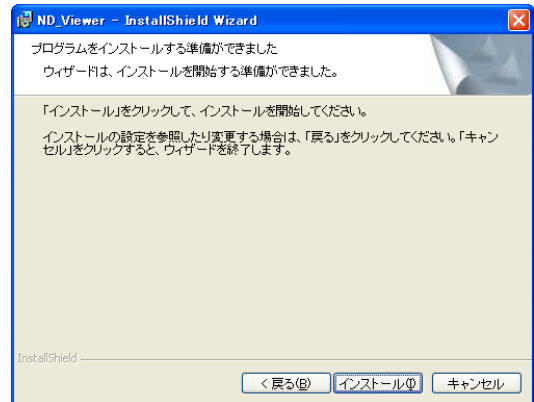 ND_Viewer - InstallShield Wizard
プログラムをインストールする準備ができました
ウィザードは、インストールを開始する準備ができました。
「インストール」をクリックして、インストールを開始してください。
インストールの設定を参照したり変更する場合は、「戻る」をクリックしてください。「キャン
セル」をクリックすると、ウィザードを終了します。
InstallShield
< 戻る(B) インストール(I) キャンセル